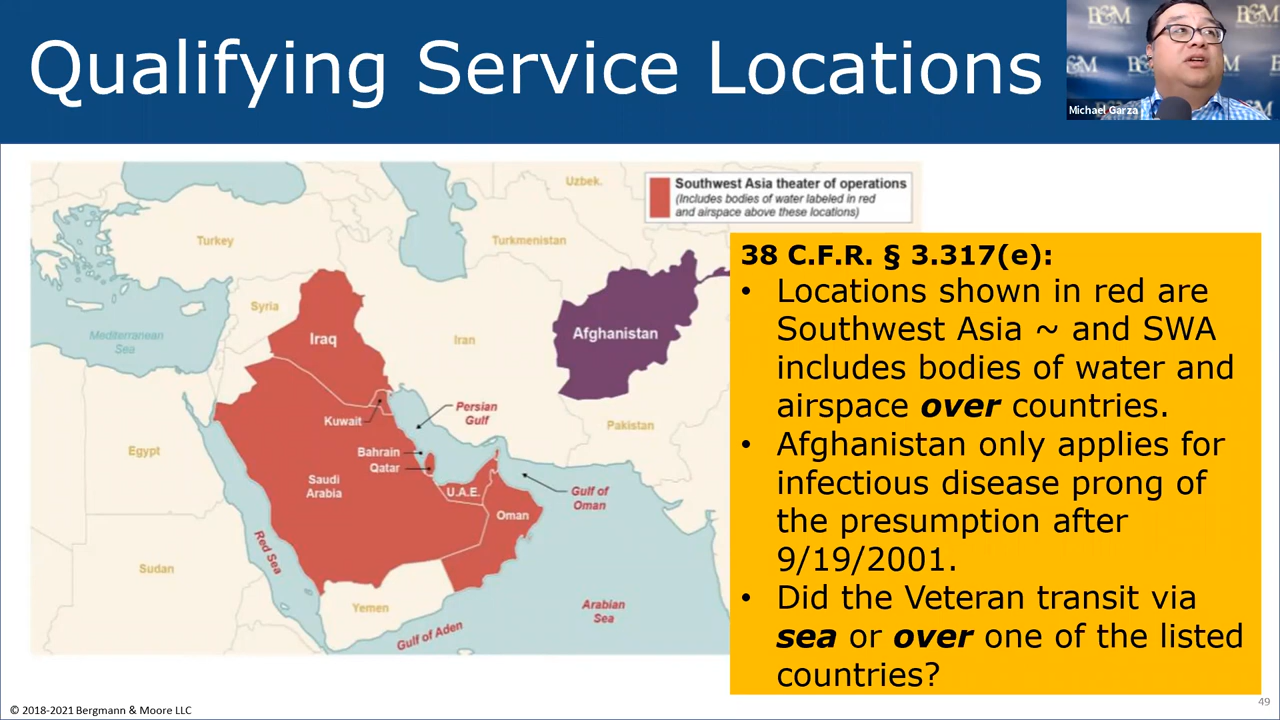 Qualifying Service Locations
B&M
B&M
&M
B&
&M
B&M
Michael Garza
Southwest Asia theater of operations
(Includes bodies of water labeled in red
and airspace above these locations)
Uzbek.
Turkey
Turkmenistan
Syria
Mediterranean
Sea
Iraq
Iran
Afghanistan
Kuwait
Persian
Gulf
Pakistan
Egypt
Bahrain
Qatar
Saudi
Arabia
U.A.E.
Gulf of
Oman
Oman
Red Sea
Sudan
Yemen
Arabian
Sea
Gulf of Aden
38 C.F.R. § 3.317(e):
• Locations shown in red are
Southwest Asia ~ and SWA
includes bodies of water and
airspace over countries.
• Afghanistan only applies for
infectious disease prong of
the presumption after
9/19/2001.
• Did the Veteran transit via
sea or over one of the listed
countries?
© 2018-2021 Bergmann & Moore LLC
49